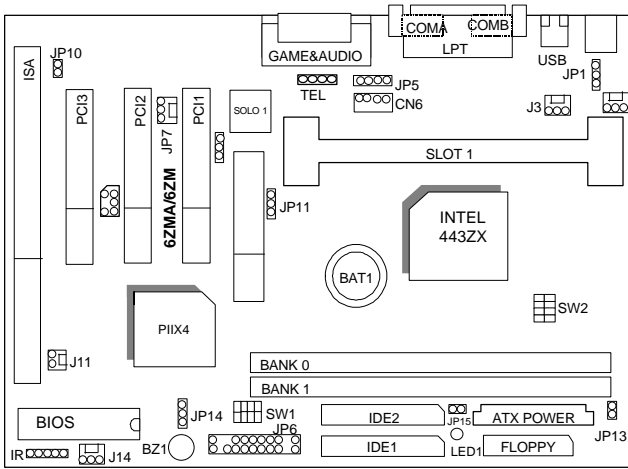 COMA
COMB
GAME&AUDIO
LPT
USB
JP10
ISA
TEL
JP5
CN6
JP1
J3
PCI3
PCI2
JP7
PCI1
SOLO 1
SLOT 1
6ZMA/6ZM
JP11
INTEL
443ZX
BAT1
SW2
PIIX4
J11
BANK 0
BANK 1
BIOS
JP14
SW1
JP6
IDE2
JP15
ATX POWER
JP13
IR
J14
BZ1
IDE1
LED1
FLOPPY